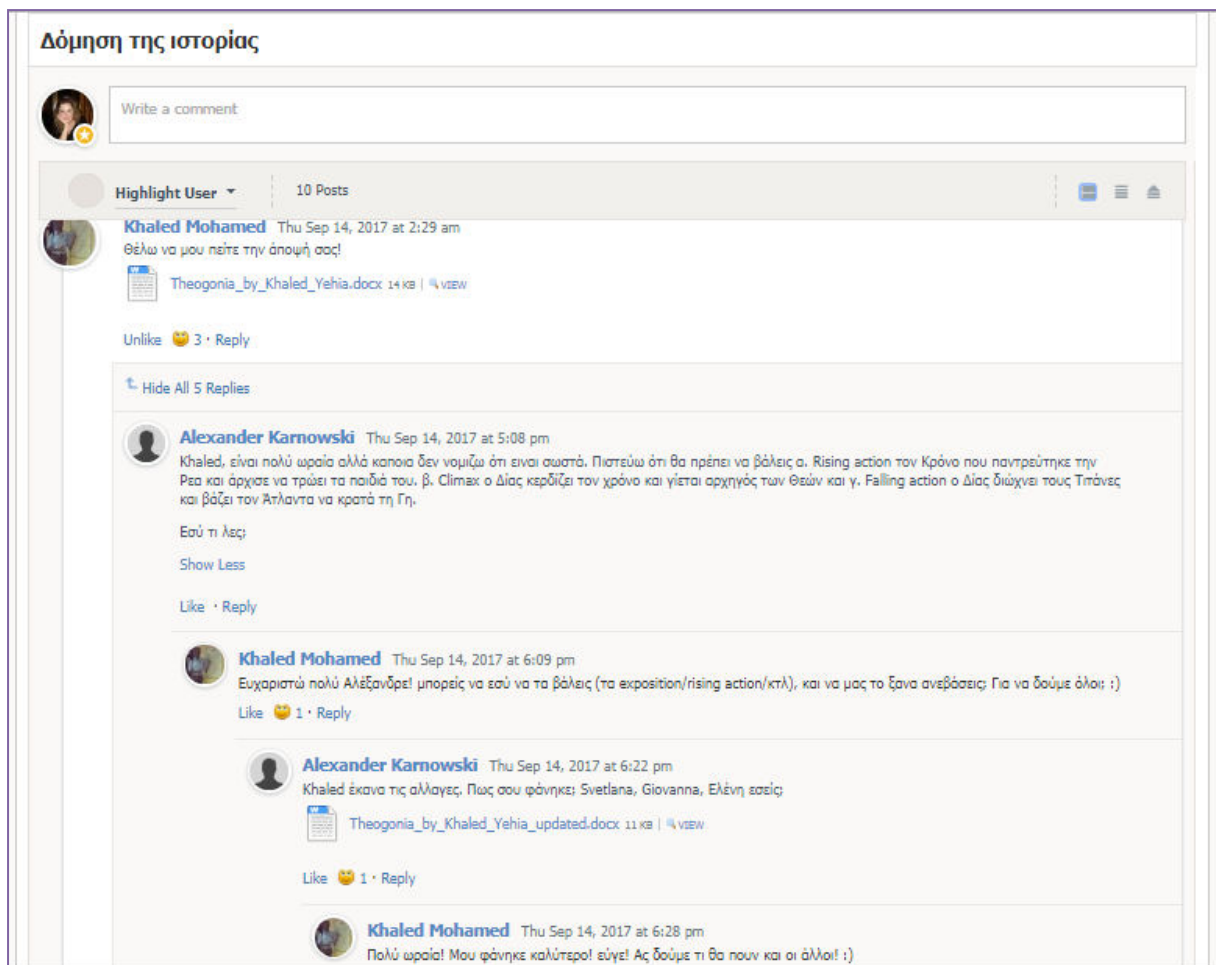 Δόμηση της ιστορίας
Write a comment
Highlight User
10 Posts
Khaled Mohamed Thu Sep 14, 2017 at 2:29 am
Θέλω να μου πείτε την άποψή σας!
Theogonia_by_Khaled_Yehia.docx 14 KB | VIEW
Unlike 3 · Reply
Hide All 5 Replies
Alexander Karnowski Thu Sep 14, 2017 at 5:08 pm
Khaled, είναι πολύ ωραία αλλά καποια δεν νομιζω ότι ειναι σωστά. Πιστεύω ότι θα πρέπει να βάλεις α. Rising action τον Κρόνο που παντρεύτηκε την
Ρεα και άρχισε να τρώει τα παιδιά του. β. Climax ο Δίας κερδίζει τον χρόνο και γίεται αρχηγός των Θεών και γ. Falling action ο Δίας διώχνει τους Τιτάνες
και βάζει τον Άτλαντα να κρατά τη Γη.
Εσύ τι λες;
Show Less
Like · Reply
Khaled Mohamed Thu Sep 14, 2017 at 6:09 pm
Ευχαριστώ πολύ Αλέξανδρε! μπορείς να εσύ να τα βάλεις (τα exposition/rising action/κτλ), και να μας το ξανα ανεβάσεις; Για να δούμε όλοι; :)
Like 1 · Reply
Alexander Karnowski Thu Sep 14, 2017 at 6:22 pm
Khaled έκανα τις αλλαγες. Πως σου φάνηκε; Svetlana, Giovanna, Ελένη εσείς;
Theogonia_by_Khaled_Yehia_updated.docx 11 KB | VIEW
Like 1 · Reply
Khaled Mohamed Thu Sep 14, 2017 at 6:28 pm
Πολύ ωραία! Μου φάνηκε καλύτερο! εύγε! Ας δούμε τι θα πουν και οι άλλοι! :)